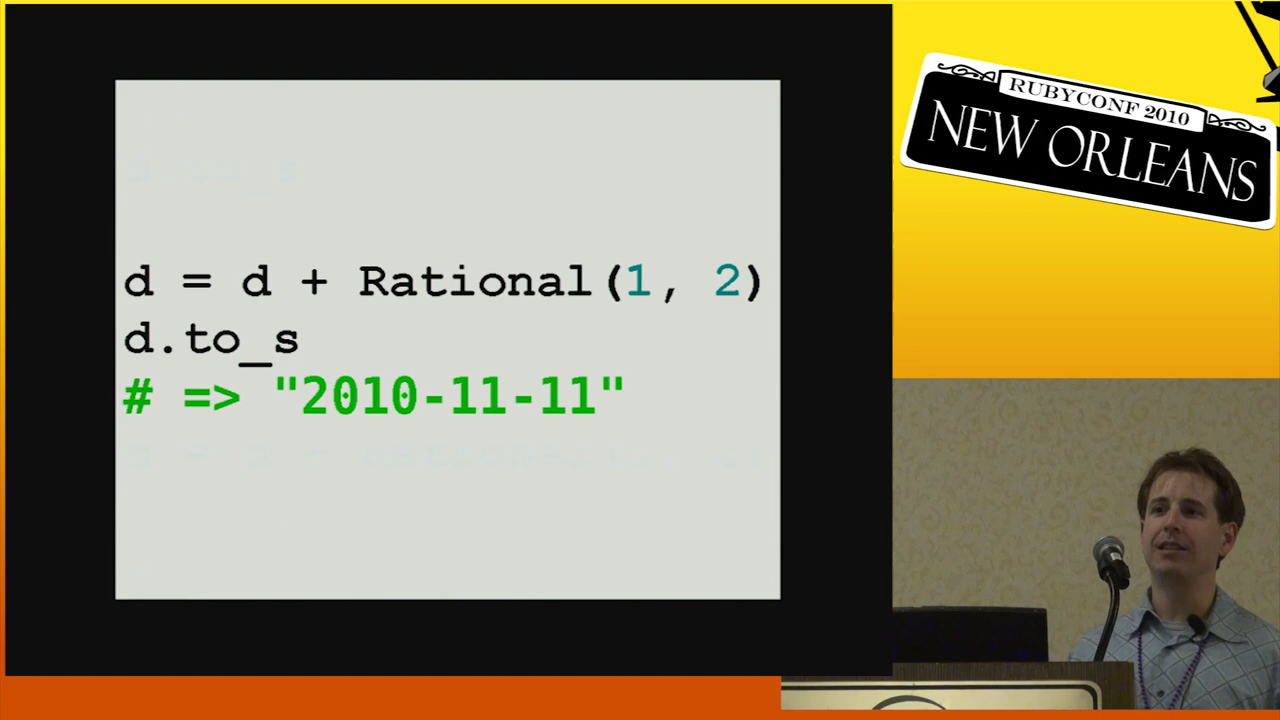 d = d + Rational(1, 2)
d.to_s
# => "2010-11-11"
RUBYCONF 2010
NEW ORLEANS